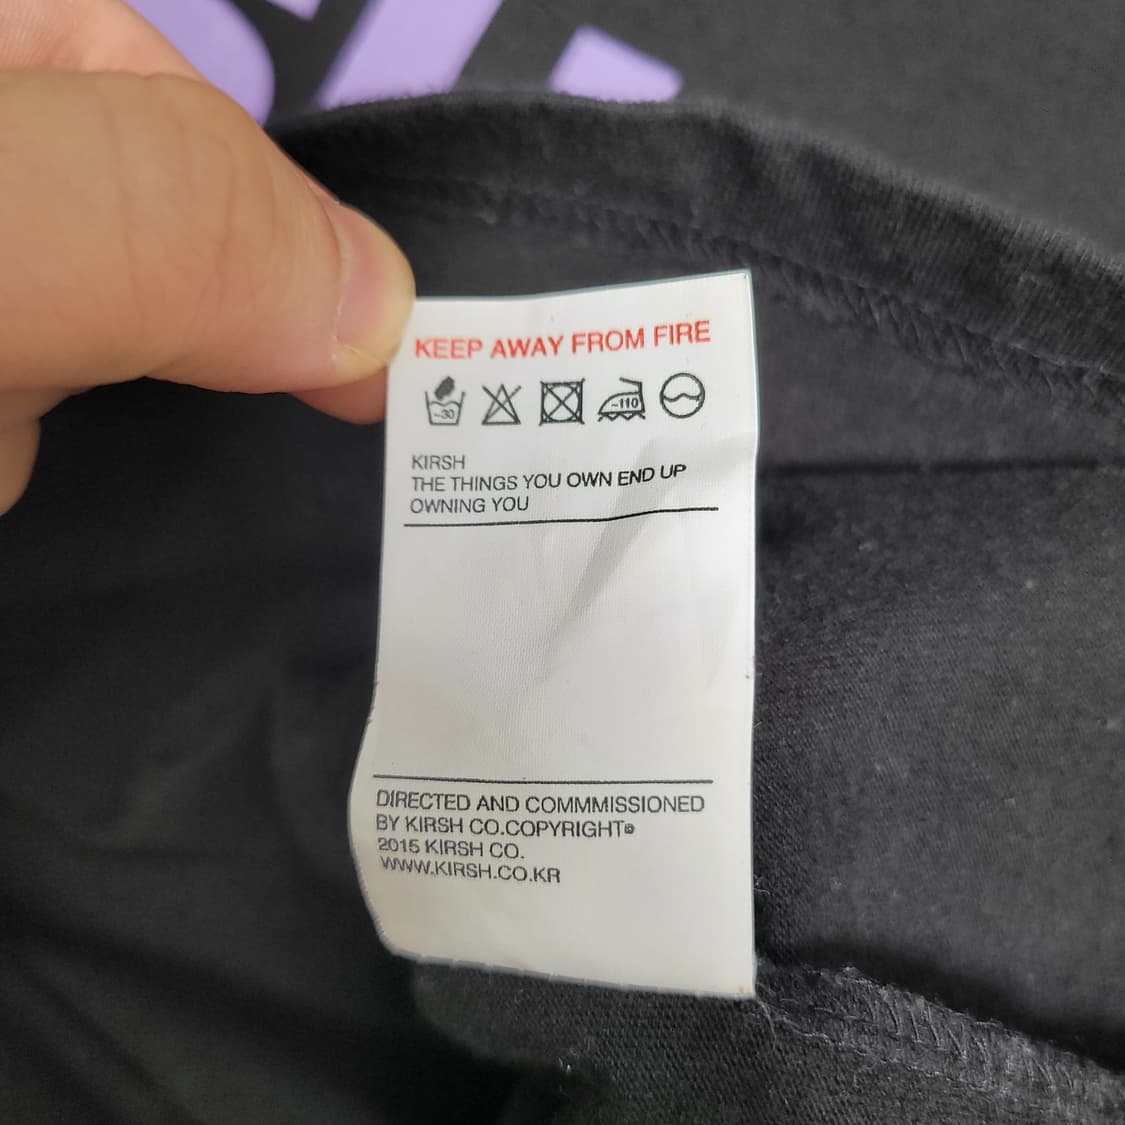 KEEP AWAY FROM FIRE
~30
~110
KIRSH
THE THINGS YOU OWN END UP
OWNING YOU
DIRECTED AND COMMMISSIONED
BY KIRSH CO.COPYRIGHT©
2015 KIRSH CO.
WWW.KIRSH.CO.KR